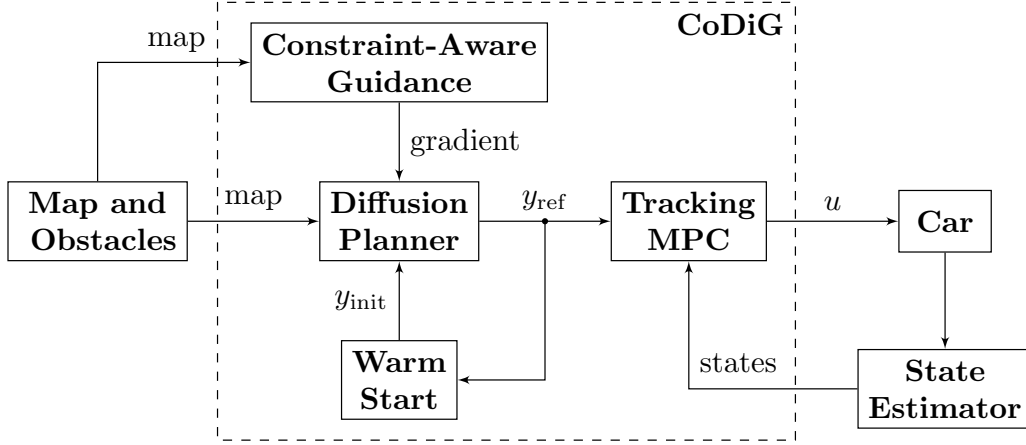 CoDiG
map
Constraint-Aware
Guidance
gradient
Map and
Obstacles
map
Diffusion
Planner
y_ref
Tracking
MPC
u
Car
y_init
Warm
Start
states
State
Estimator